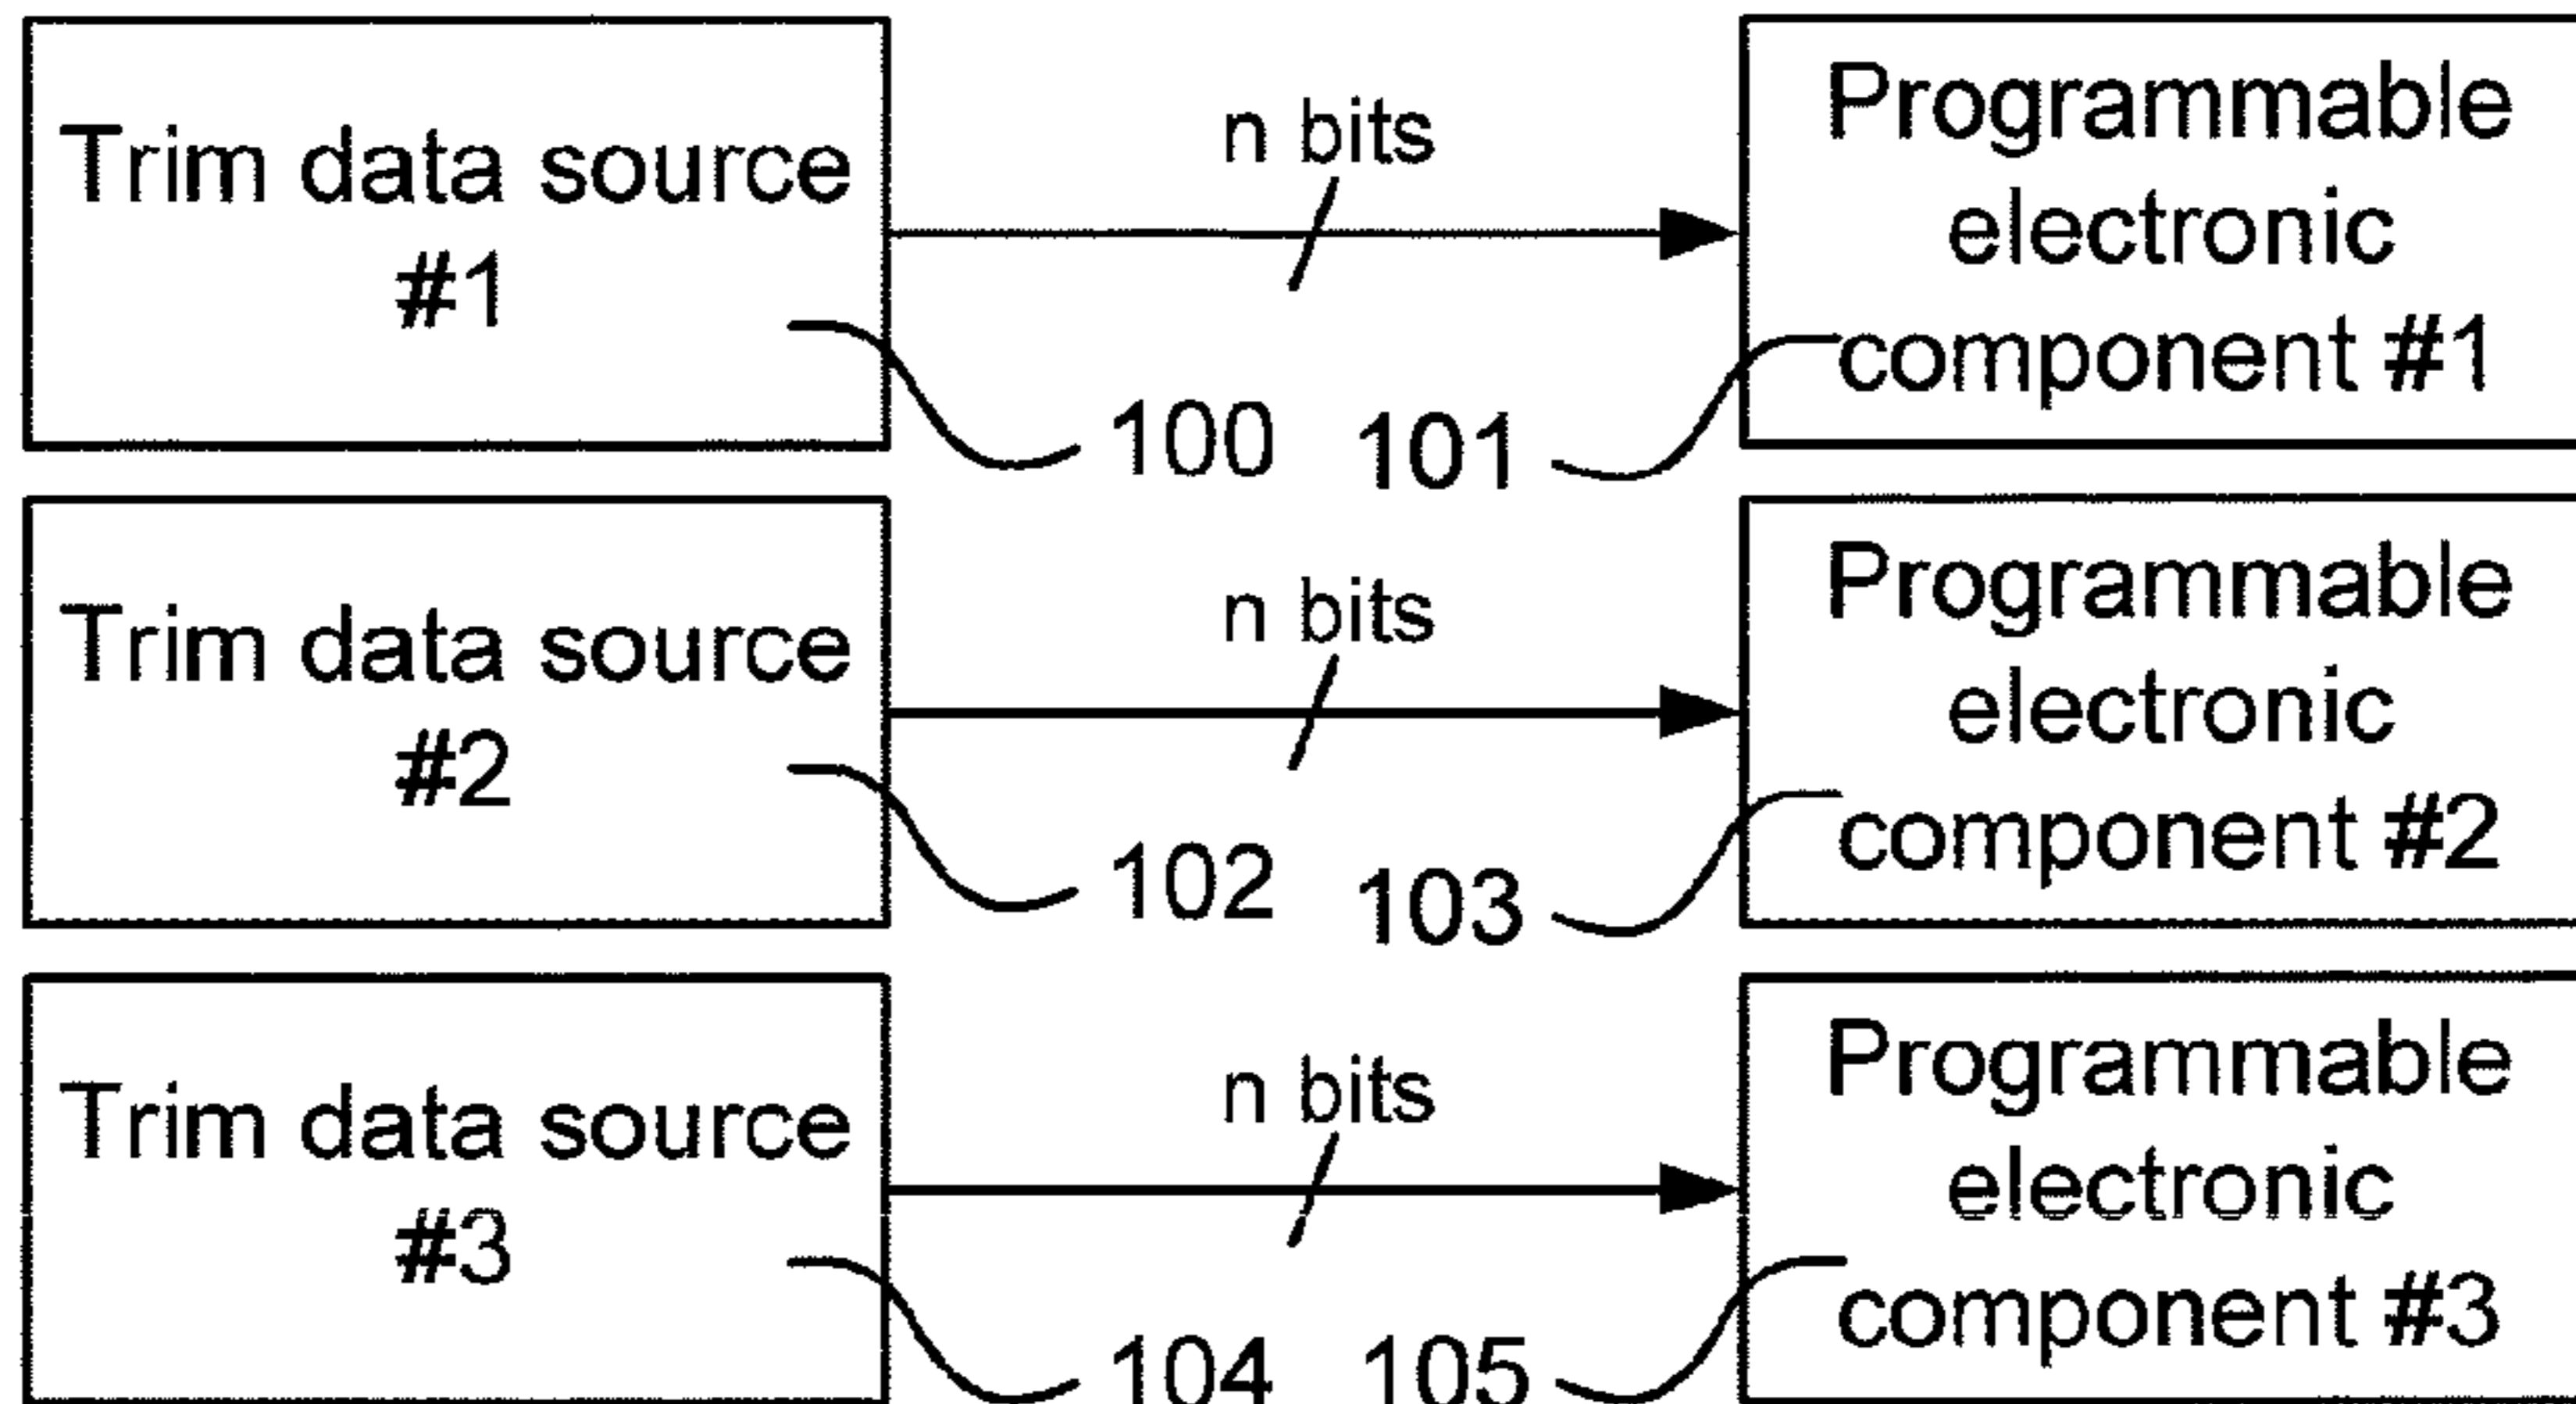 Trim data source
#1
n bits
Programmable
electronic
component #1
100
101
Trim data source
#2
n bits
Programmable
electronic
component #2
102
103
Trim data source
#3
n bits
Programmable
electronic
component #3
104
105